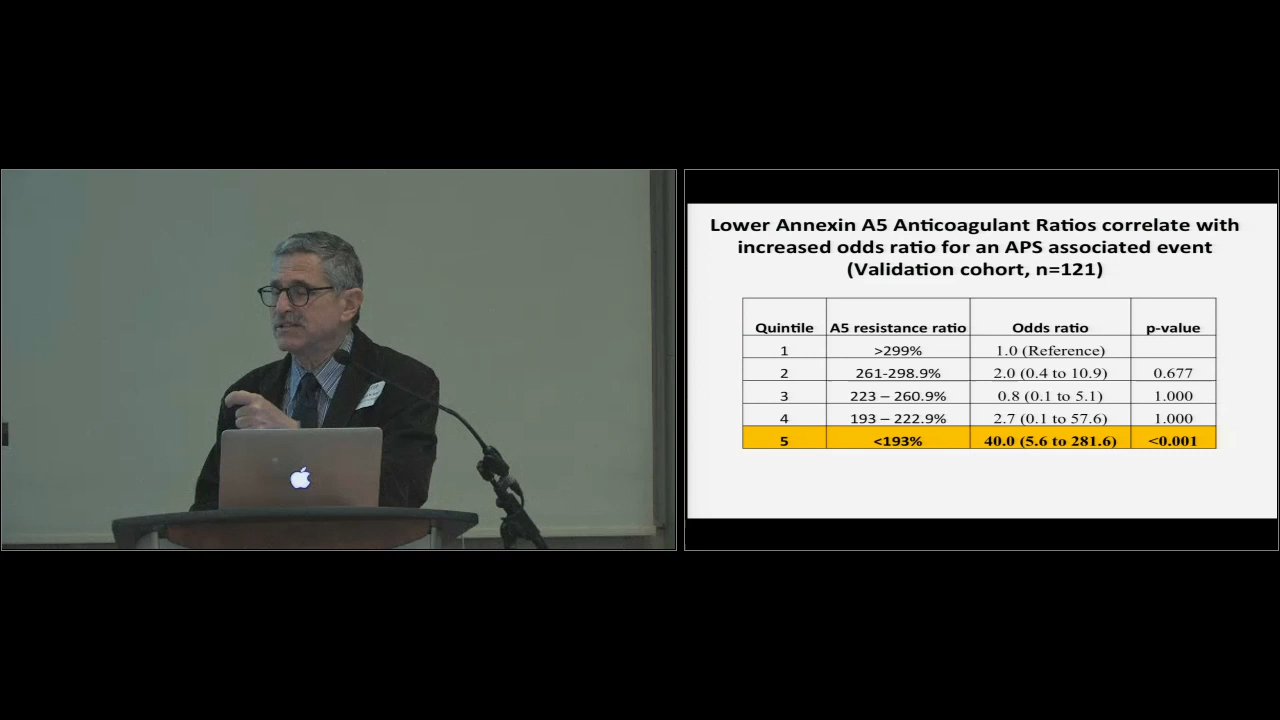 Lower Annexin A5 Anticoagulant Ratios correlate with
increased odds ratio for an APS associated event
(Validation cohort, n=121)
Quintile A5 resistance ratio Odds ratio p-value
1 >299% 1.0 (Reference)
2 261-298.9% 2.0 (0.4 to 10.9) 0.677
3 223 – 260.9% 0.8 (0.1 to 5.1) 1.000
4 193 – 222.9% 2.7 (0.1 to 57.6) 1.000
5 <193% 40.0 (5.6 to 281.6) <0.001